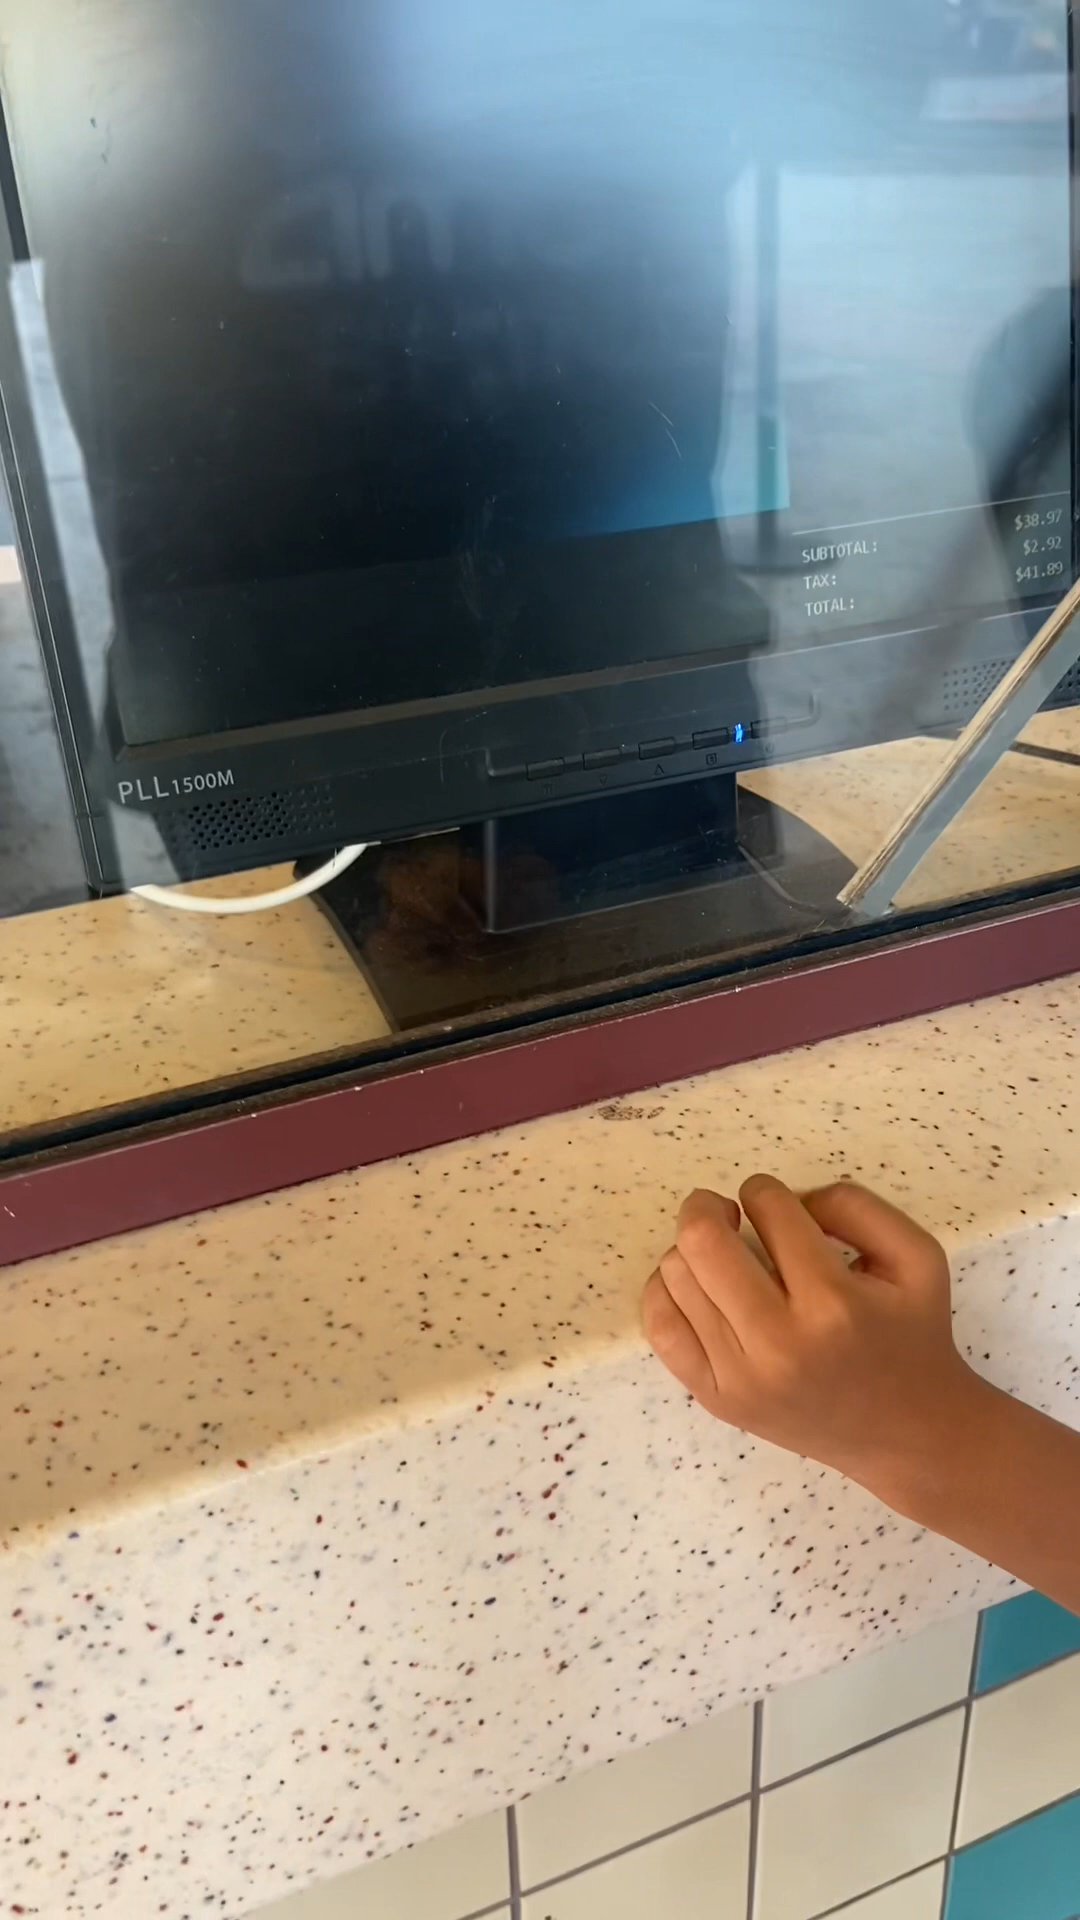 $38.97
SUBTOTAL:
$2.92
TAX:
$41.89
TOTAL:
PLL1500M